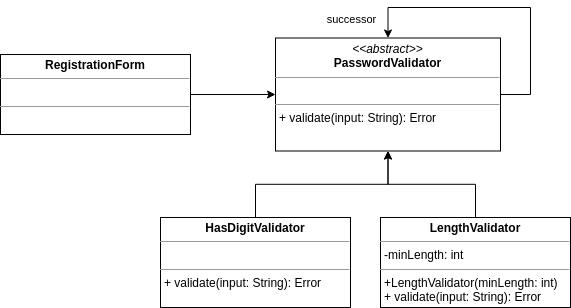 successor
<<abstract>>
PasswordValidator
+ validate(input: String): Error
RegistrationForm
HasDigitValidator
+ validate(input: String): Error
LengthValidator
-minLength: int
+LengthValidator(minLength: int)
+ validate(input: String): Error